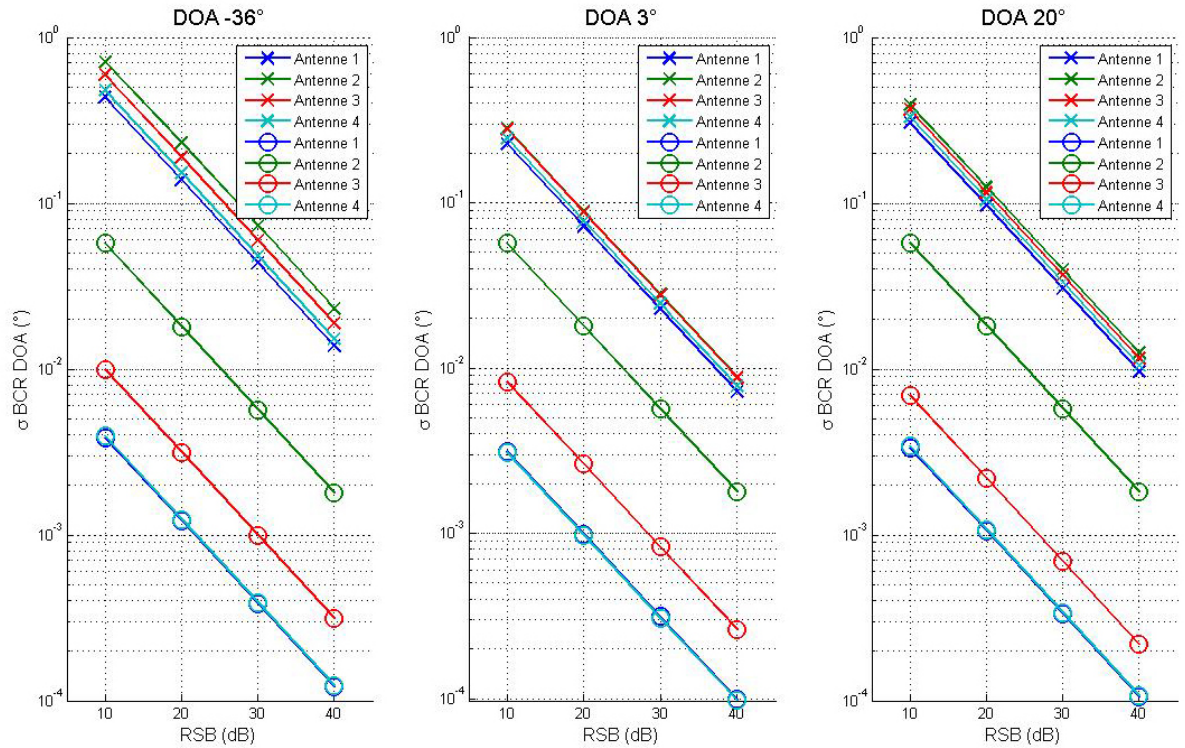 DOA -36°
10⁰
10⁻¹
10⁻²
10⁻³
10⁻⁴
σ BCR DOA (°)
Antenne 1
Antenne 2
Antenne 3
Antenne 4
Antenne 1
Antenne 2
Antenne 3
Antenne 4
10 20 30 40
RSB (dB)
DOA 3°
10⁰
10⁻¹
10⁻²
10⁻³
10⁻⁴
σ BCR DOA (°)
Antenne 1
Antenne 2
Antenne 3
Antenne 4
Antenne 1
Antenne 2
Antenne 3
Antenne 4
10 20 30 40
RSB (dB)
DOA 20°
10⁰
10⁻¹
10⁻²
10⁻³
10⁻⁴
σ BCR DOA (°)
Antenne 1
Antenne 2
Antenne 3
Antenne 4
Antenne 1
Antenne 2
Antenne 3
Antenne 4
10 20 30 40
RSB (dB)